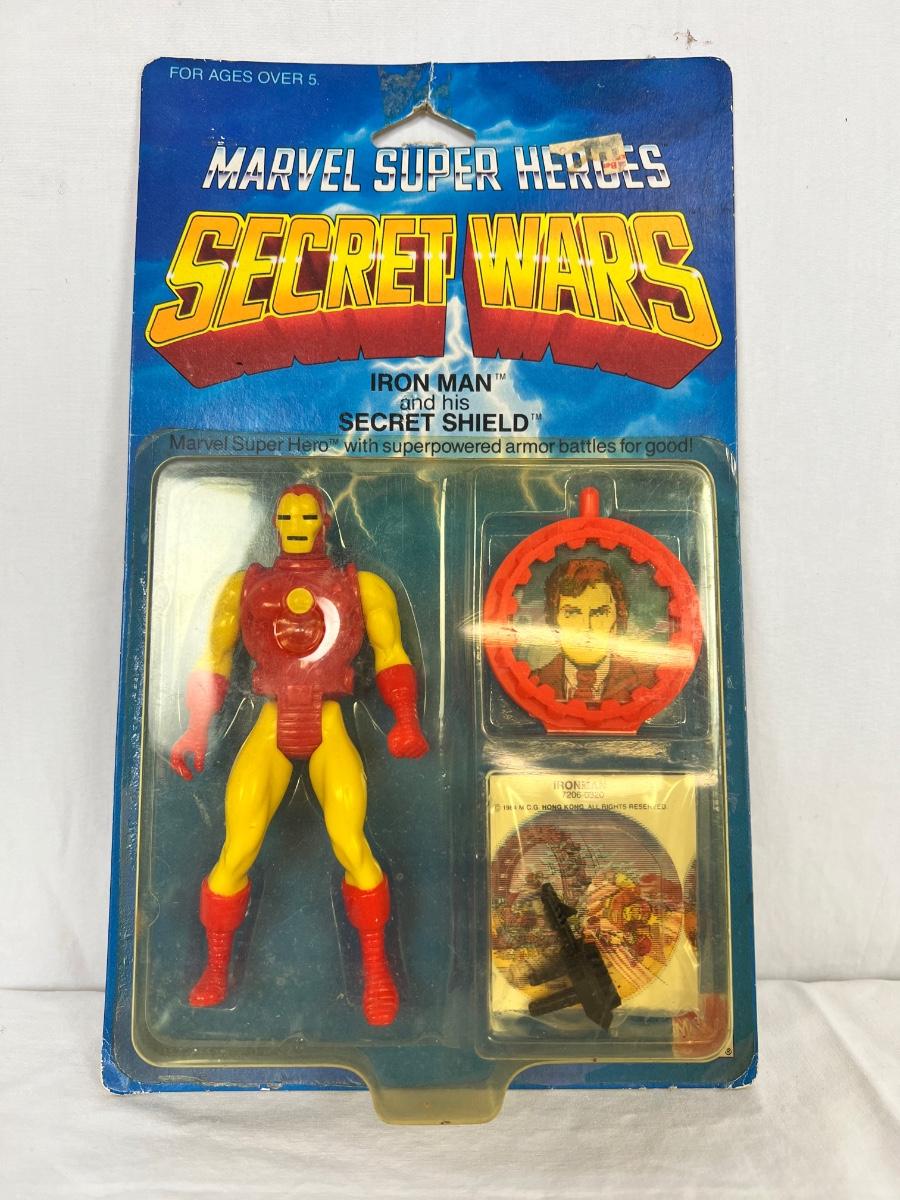 FOR AGES OVER 5.
MARVEL SUPER HEROES
SECRET WARS
IRON MAN™
and his
SECRET SHIELD™
Marvel Super Hero™ with superpowered armor battles for good!
IRONMAN
7206-0320
© 1984 M.C.G. HONG KONG. ALL RIGHTS RESERVED.